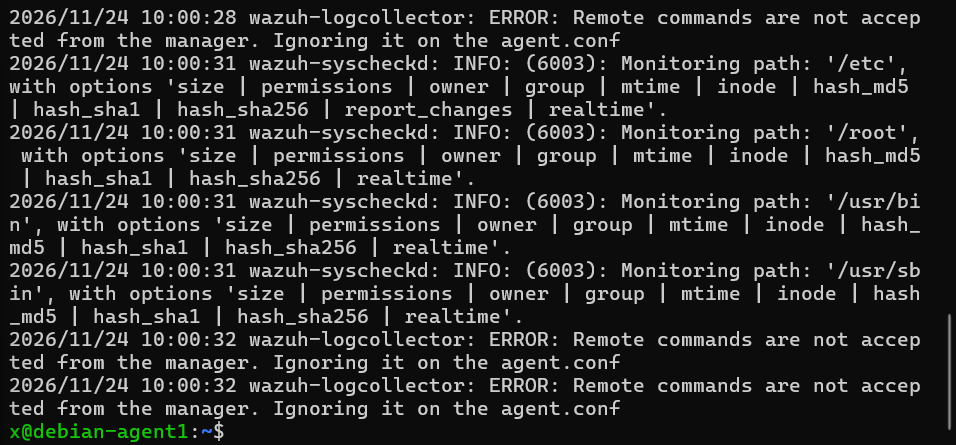 2026/11/24 10:00:28 wazuh-logcollector: ERROR: Remote commands are not accep
ted from the manager. Ignoring it on the agent.conf
2026/11/24 10:00:31 wazuh-syscheckd: INFO: (6003): Monitoring path: '/etc',
with options 'size | permissions | owner | group | mtime | inode | hash_md5
| hash_sha1 | hash_sha256 | report_changes | realtime'.
2026/11/24 10:00:31 wazuh-syscheckd: INFO: (6003): Monitoring path: '/root',
 with options 'size | permissions | owner | group | mtime | inode | hash_md5
 | hash_sha1 | hash_sha256 | realtime'.
2026/11/24 10:00:31 wazuh-syscheckd: INFO: (6003): Monitoring path: '/usr/bi
n', with options 'size | permissions | owner | group | mtime | inode | hash_
md5 | hash_sha1 | hash_sha256 | realtime'.
2026/11/24 10:00:31 wazuh-syscheckd: INFO: (6003): Monitoring path: '/usr/sb
in', with options 'size | permissions | owner | group | mtime | inode | hash
_md5 | hash_sha1 | hash_sha256 | realtime'.
2026/11/24 10:00:32 wazuh-logcollector: ERROR: Remote commands are not accep
ted from the manager. Ignoring it on the agent.conf
2026/11/24 10:00:32 wazuh-logcollector: ERROR: Remote commands are not accep
ted from the manager. Ignoring it on the agent.conf
x@debian-agent1:~$